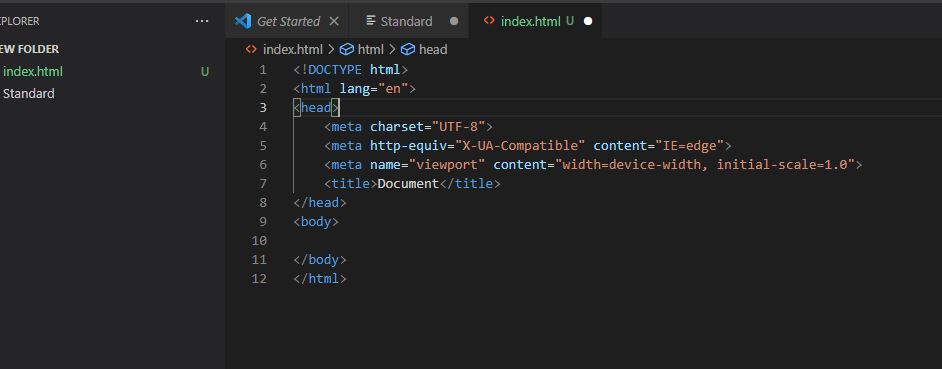 EXPLORER ...
NEW FOLDER
index.html U
Standard
Get Started
Standard
index.html U
index.html > html > head
1 <!DOCTYPE html>
2 <html lang="en">
3 <head>
4     <meta charset="UTF-8">
5     <meta http-equiv="X-UA-Compatible" content="IE=edge">
6     <meta name="viewport" content="width=device-width, initial-scale=1.0">
7     <title>Document</title>
8 </head>
9 <body>
10
11 </body>
12 </html>